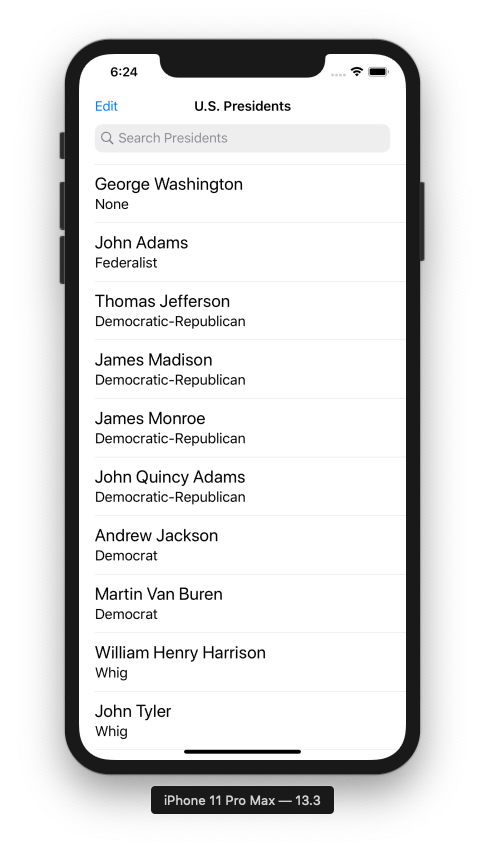 6:24
Edit
U.S. Presidents
Search Presidents
George Washington
None
John Adams
Federalist
Thomas Jefferson
Democratic-Republican
James Madison
Democratic-Republican
James Monroe
Democratic-Republican
John Quincy Adams
Democratic-Republican
Andrew Jackson
Democrat
Martin Van Buren
Democrat
William Henry Harrison
Whig
John Tyler
Whig
iPhone 11 Pro Max — 13.3